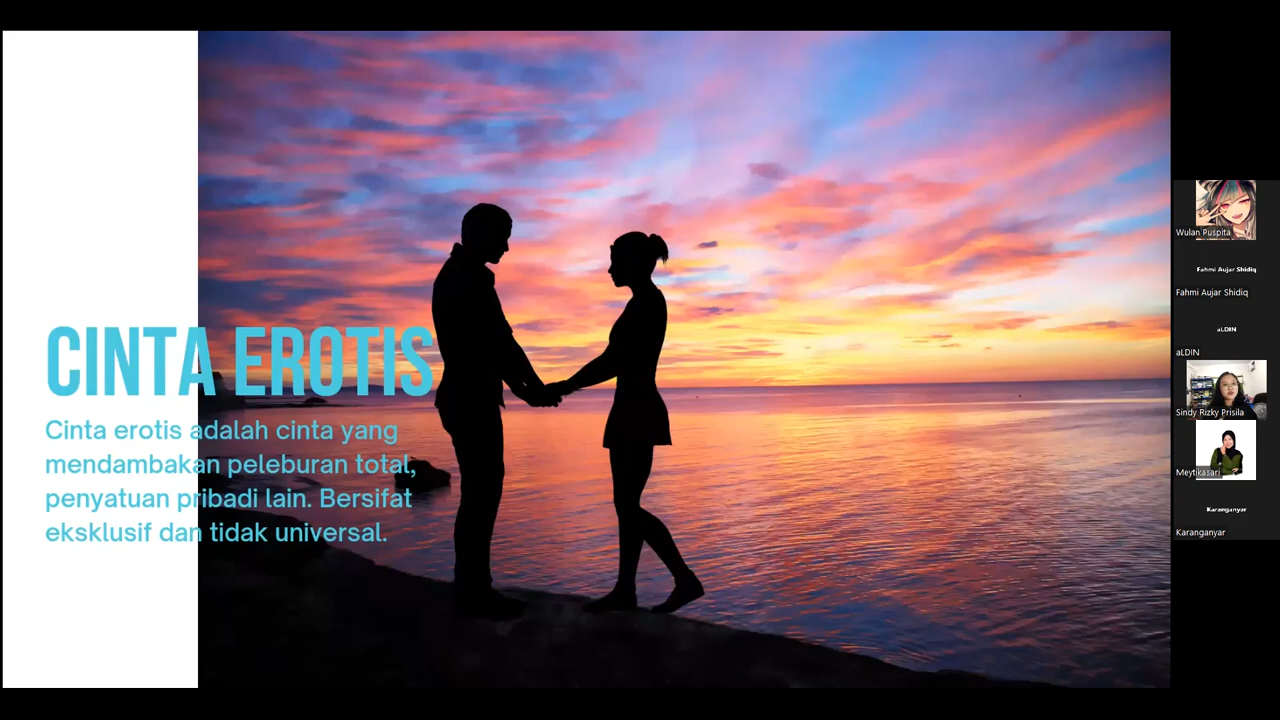 CINTA EROTIS
Cinta erotis adalah cinta yang
mendambakan peleburan total,
penyatuan pribadi lain. Bersifat
eksklusif dan tidak universal.
Wulan Puspita
Fahmi Aujar Shidiq
Fahmi Aujar Shidiq
aLDIN
aLDIN
Sindy Rizky Prisila
Meytikasari
Karanganyar
Karanganyar